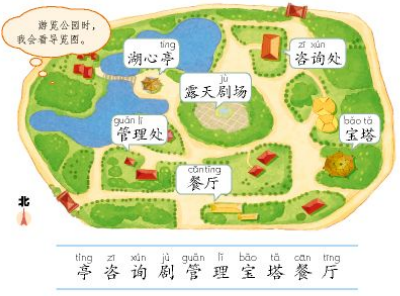 游览公园时，
我会看导览图。
tíng
湖心亭
zī xún
咨询处
jù
露天剧场
guǎn lǐ
管理处
bǎo tǎ
宝塔
cān tīng
餐厅
北
tíng zī xún jù guǎn lǐ bǎo tǎ cān tīng
亭 咨 询 剧 管 理 宝 塔 餐 厅